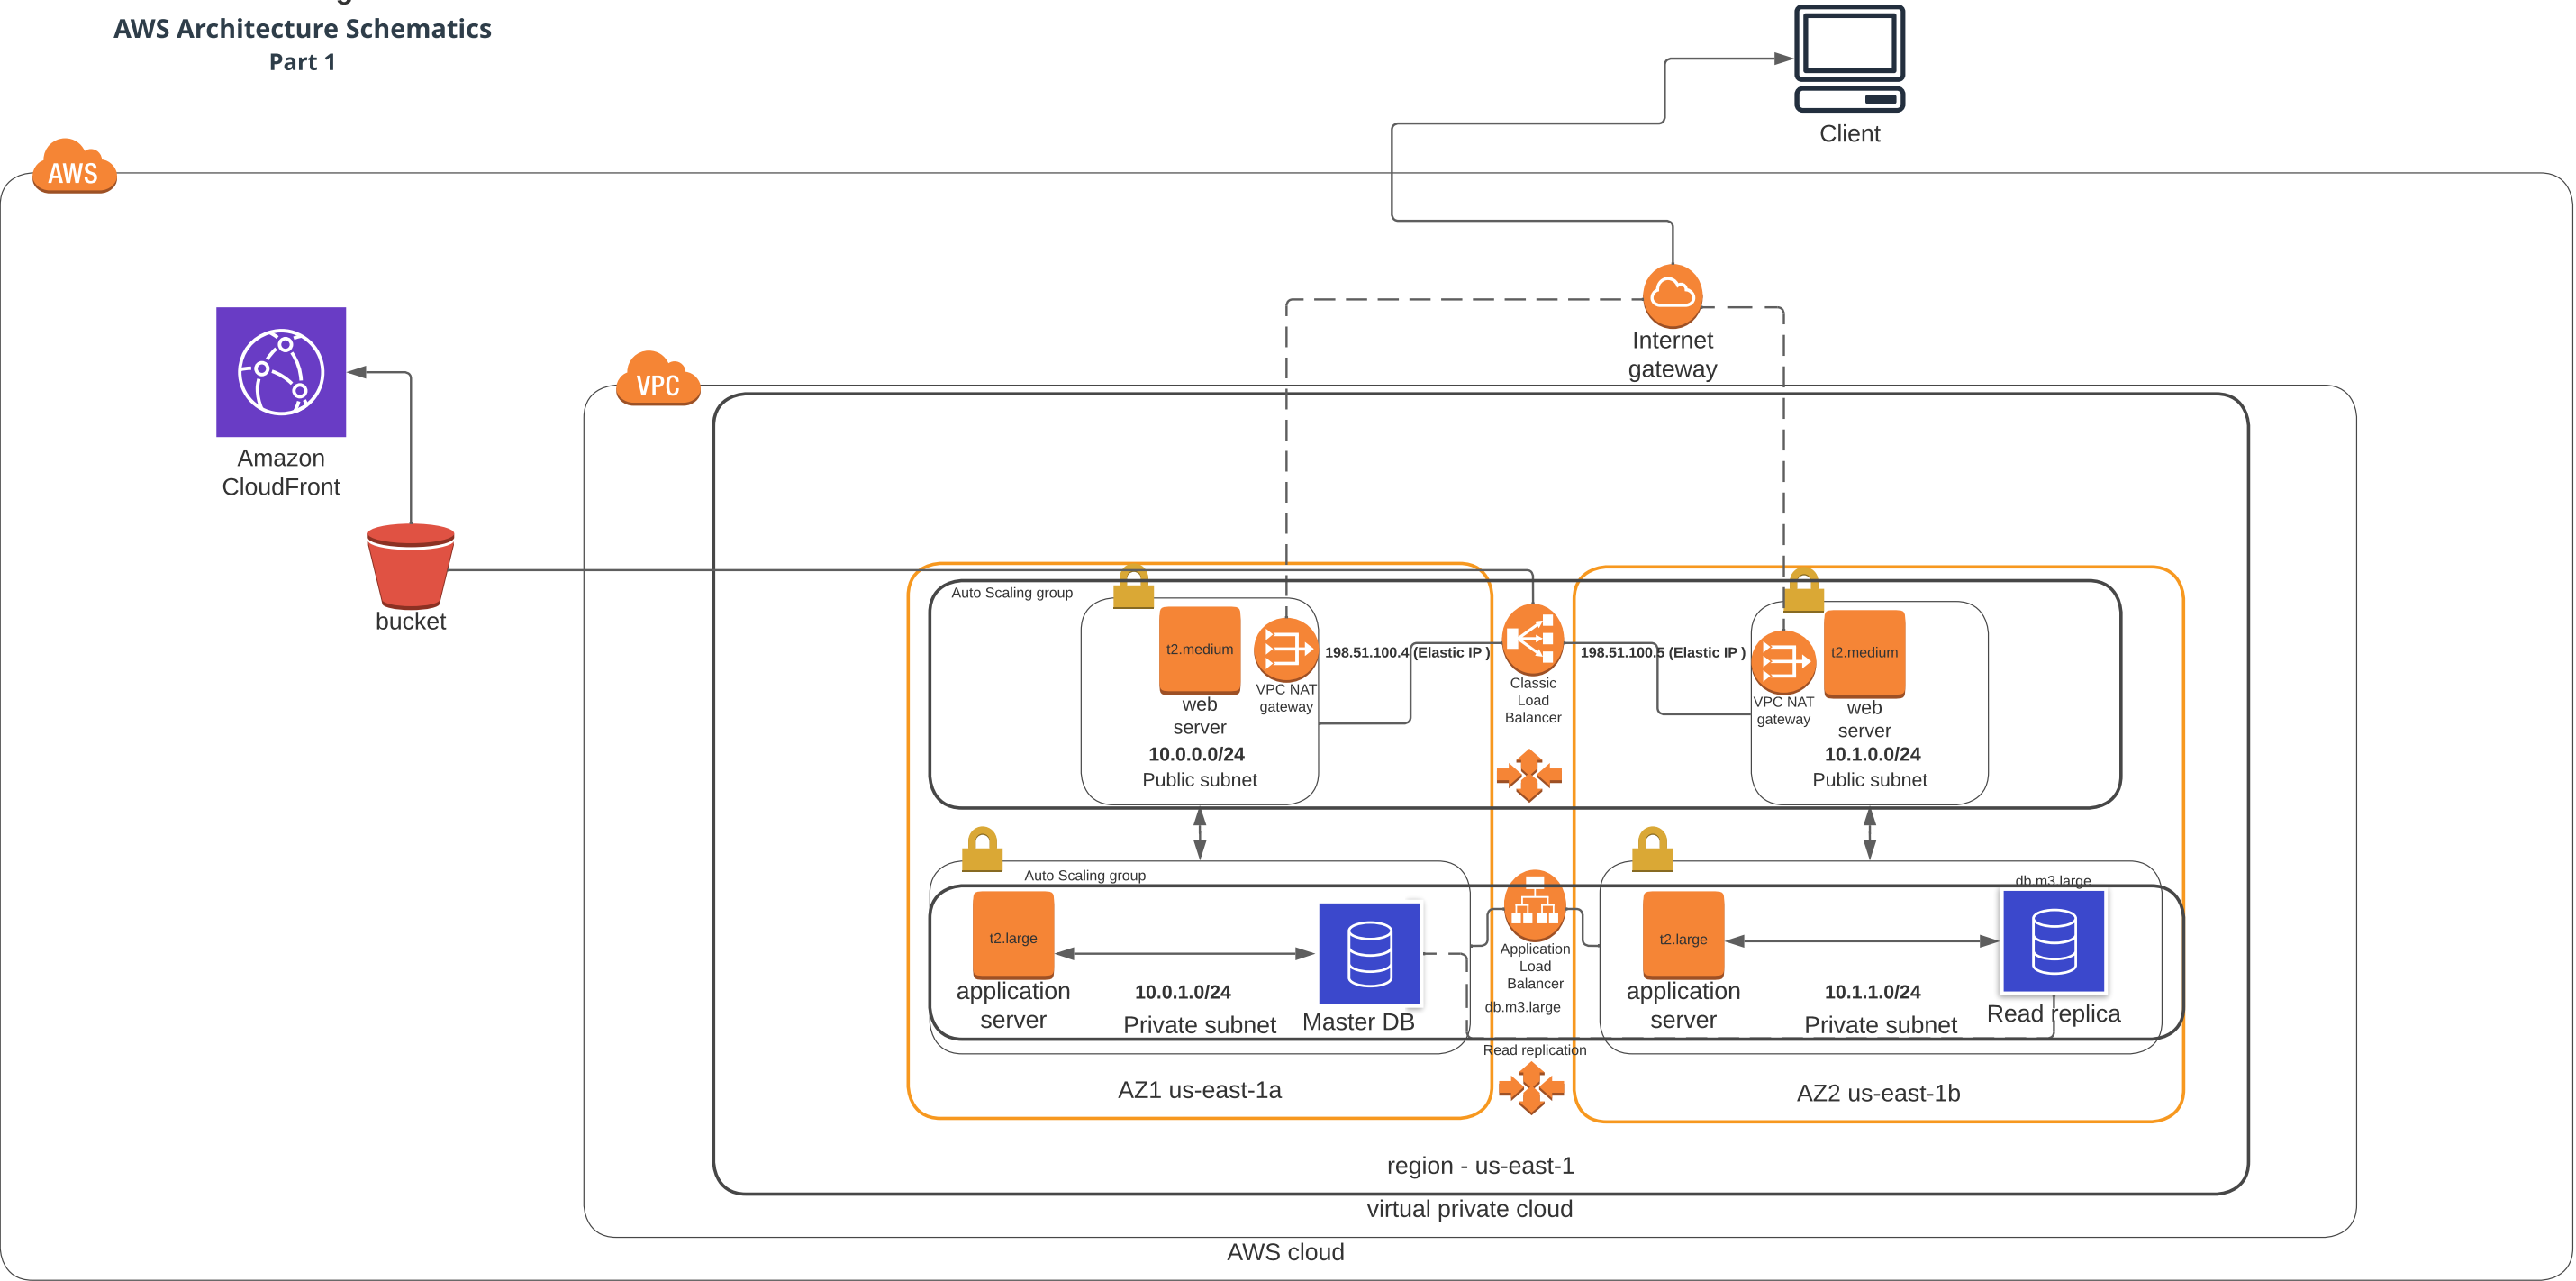 AWS Architecture Schematics
Part 1
Client
AWS
Internet
gateway
VPC
Amazon
CloudFront
bucket
Auto Scaling group
t2.medium
web
server
10.0.0.0/24
Public subnet
VPC NAT
gateway
198.51.100.4 (Elastic IP )
Classic
Load
Balancer
198.51.100.5 (Elastic IP )
VPC NAT
gateway
t2.medium
web
server
10.1.0.0/24
Public subnet
Auto Scaling group
t2.large
application
server
10.0.1.0/24
Private subnet
Master DB
Application
Load
Balancer
db.m3.large
Read replication
t2.large
application
server
10.1.1.0/24
Private subnet
db.m3.large
Read replica
AZ1 us-east-1a
AZ2 us-east-1b
region - us-east-1
virtual private cloud
AWS cloud